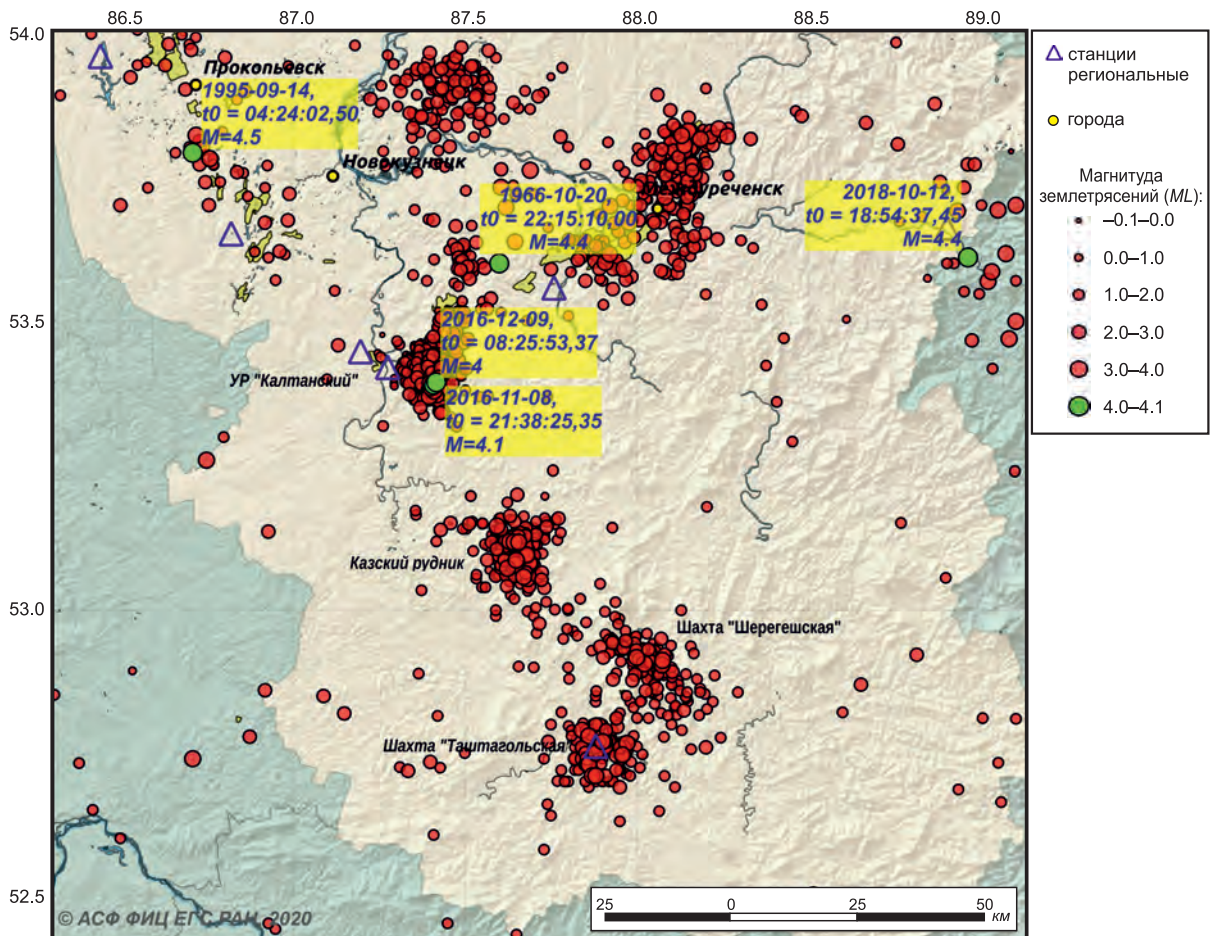 86.5 87.0 87.5 88.0 88.5 89.0
54.0
53.5
53.0
52.5
Прокопьевск
1995-09-14,
t0 = 04:24:02,50
M=4.5
Новокузнецк
1966-10-20,
t0 = 22:15:10,00
M=4.4
Междуреченск
2018-10-12,
t0 = 18:54:37,45
M=4.4
2016-12-09,
t0 = 08:25:53,37
M=4
УР "Калтанский"
2016-11-08,
t0 = 21:38:25,35
M=4.1
Казский рудник
Шахта "Шерегешская"
Шахта "Таштагольская"
© АСФ ФИЦ ЕГС РАН, 2020
25 0 25 50
км
станции
региональные
города
Магнитуда
землетрясений (ML):
–0.1–0.0
0.0–1.0
1.0–2.0
2.0–3.0
3.0–4.0
4.0–4.1